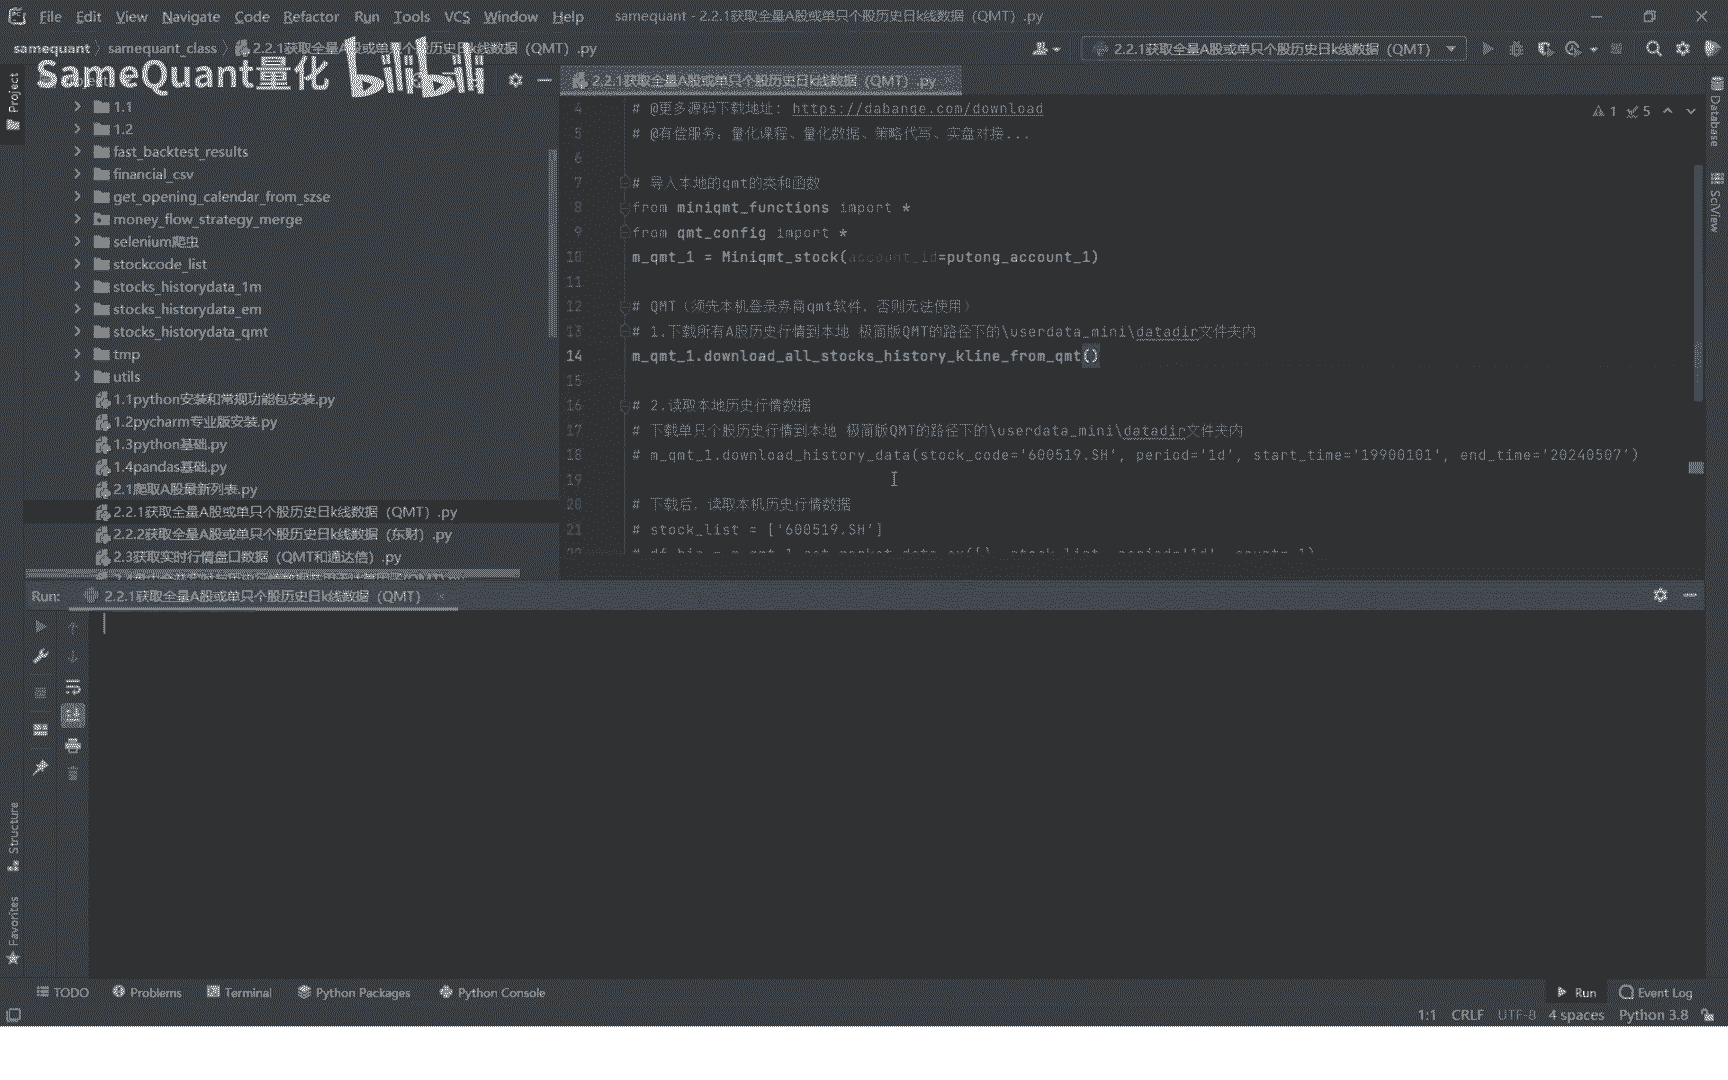 File Edit View Navigate Code Refactor Run Tools VCS Window Help samequant - 2.2.1获取全量A股或单只个股历史日k线数据（QMT）.py
samequant samequant_class 2.2.1获取全量A股或单只个股历史日k线数据（QMT）.py 2.2.1获取全量A股或单只个股历史日k线数据（QMT）
SameQuant量化 bilibili
2.2.1获取全量A股或单只个股历史日k线数据（QMT）.py
Project
1.1
1.2
fast_backtest_results
financial_csv
get_opening_calendar_from_szse
money_flow_strategy_merge
selenium爬虫
stockcode_list
stocks_historydata_1m
stocks_historydata_em
stocks_historydata_qmt
tmp
utils
1.1python安装和常规功能包安装.py
1.2pycharm专业版安装.py
1.3python基础.py
1.4pandas基础.py
2.1爬取A股最新列表.py
2.2.1获取全量A股或单只个股历史日k线数据（QMT）.py
2.2.2获取全量A股或单只个股历史日k线数据（东财）.py
2.3获取实时行情盘口数据（QMT和通达信）.py
4 # @更多源码下载地址: https://dabange.com/download
5 # @有偿服务：量化课程、量化数据、策略代写、实盘对接...
6
7 # 导入本地的qmt的类和函数
8 from miniqmt_functions import *
9 from qmt_config import *
10 m_qmt_1 = Miniqmt_stock(account_id=putong_account_1)
11
12 # QMT（须先本机登录券商qmt软件，否则无法使用）
13 # 1.下载所有A股历史行情到本地 极简版QMT的路径下的\userdata_mini\datadir文件夹内
14 m_qmt_1.download_all_stocks_history_kline_from_qmt()
15
16 # 2.读取本地历史行情数据
17 # 下载单只个股历史行情到本地 极简版QMT的路径下的\userdata_mini\datadir文件夹内
18 # m_qmt_1.download_history_data(stock_code='600519.SH', period='1d', start_time='19900101', end_time='20240507')
19
20 # 下载后，读取本机历史行情数据
21 # stock_list = ['600519.SH']
1 5
Database
SciView
Run: 2.2.1获取全量A股或单只个股历史日k线数据（QMT）
Structure
Favorites
TODO Problems Terminal Python Packages Python Console Run Event Log
1:1 CRLF UTF-8 4 spaces Python 3.8